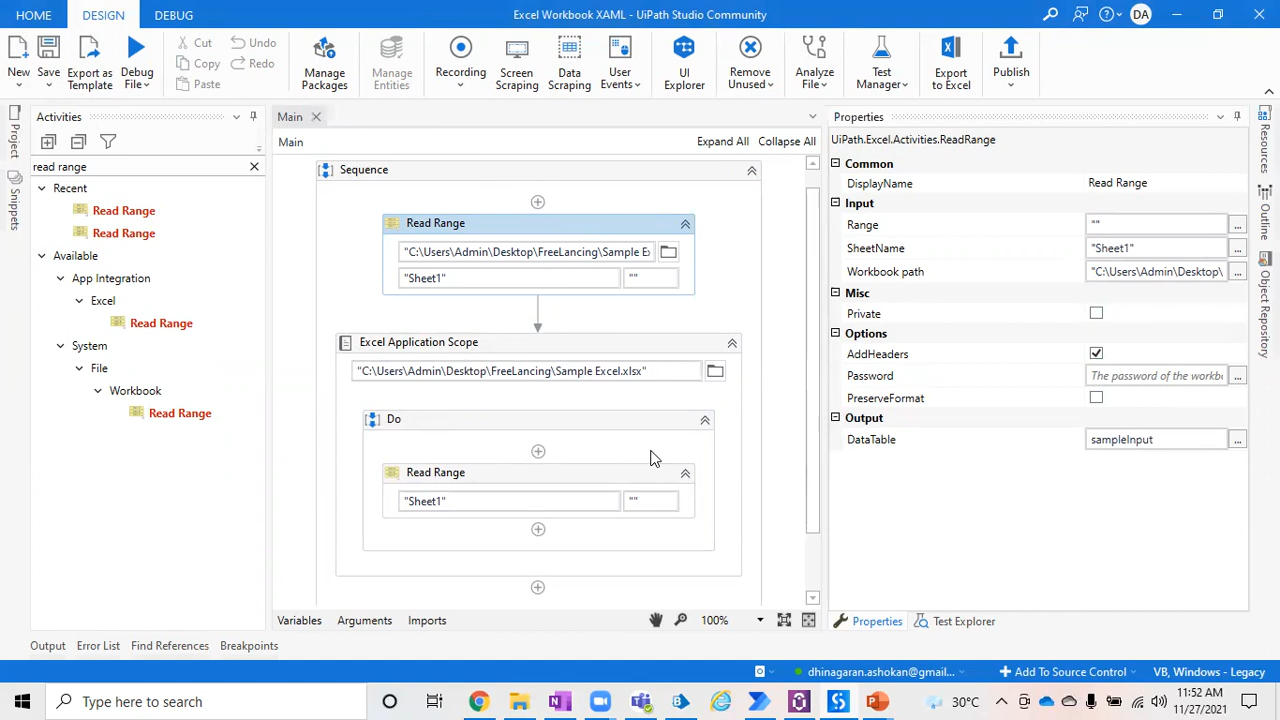 HOME
DESIGN
DEBUG
Excel Workbook XAML - UiPath Studio Community
DA
New
Save
Export as Template
Debug File
Cut
Copy
Paste
Undo
Redo
Manage Packages
Manage Entities
Recording
Screen Scraping
Data Scraping
User Events
UI Explorer
Remove Unused
Analyze File
Test Manager
Export to Excel
Publish
Project
Snippets
Activities
read range
Recent
Read Range
Read Range
Available
App Integration
Excel
Read Range
System
File
Workbook
Read Range
Main
Main
Expand All
Collapse All
Sequence
Read Range
"C:\Users\Admin\Desktop\FreeLancing\Sample E
"Sheet1"
""
Excel Application Scope
"C:\Users\Admin\Desktop\FreeLancing\Sample Excel.xlsx"
Do
Read Range
"Sheet1"
""
Variables
Arguments
Imports
100%
Properties
UiPath.Excel.Activities.ReadRange
Common
DisplayName
Read Range
Input
Range
""
...
SheetName
"Sheet1"
...
Workbook path
"C:\Users\Admin\Desktop\
...
Misc
Private
Options
AddHeaders
Password
The password of the workb
...
PreserveFormat
Output
DataTable
sampleInput
...
Properties
Test Explorer
Resources
Outline
Object Repository
Output
Error List
Find References
Breakpoints
dhinagaran.ashokan@gmail...
Add To Source Control
VB, Windows - Legacy
Type here to search
30°C
11:52 AM
11/27/2021